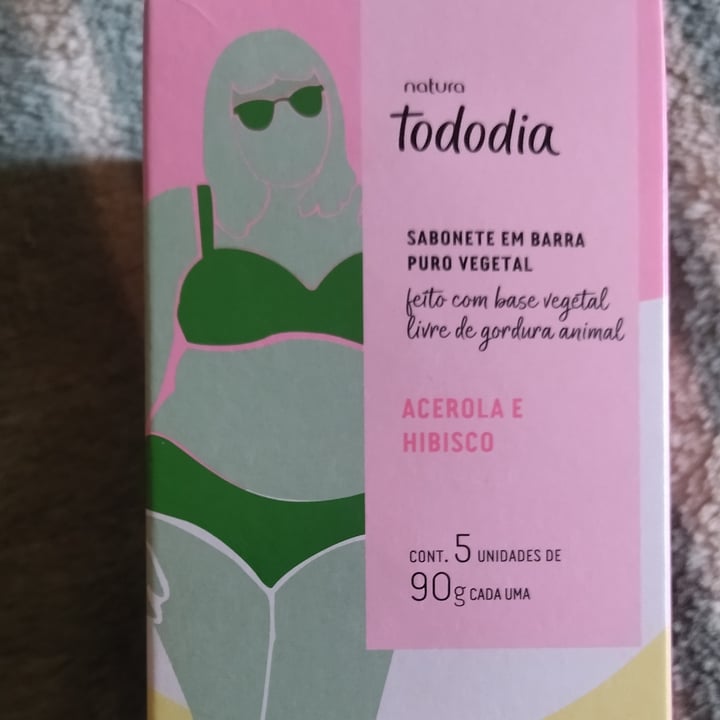 natura
tododia
SABONETE EM BARRA
PURO VEGETAL
feito com base vegetal
livre de gordura animal
ACEROLA E
HIBISCO
CONT. 5 UNIDADES DE
90g CADA UMA